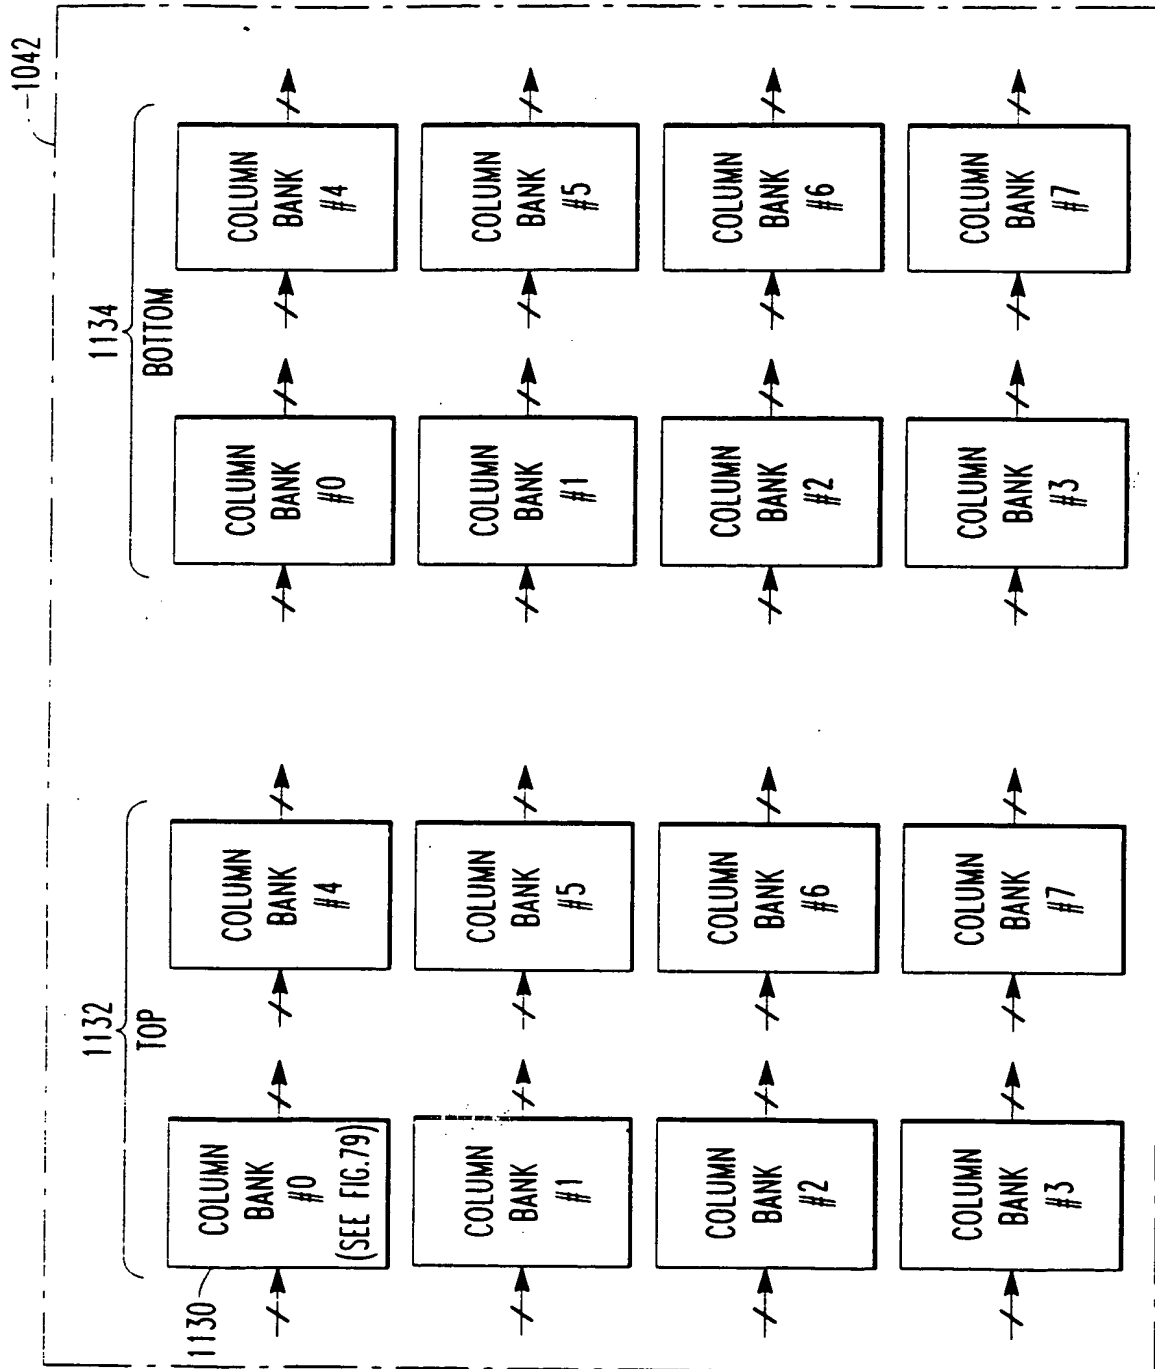 1042
1132
TOP
1134
BOTTOM
1130
COLUMN
BANK
#0
(SEE FIG.79)
COLUMN
BANK
#4
COLUMN
BANK
#0
COLUMN
BANK
#4
COLUMN
BANK
#1
COLUMN
BANK
#5
COLUMN
BANK
#1
COLUMN
BANK
#5
COLUMN
BANK
#2
COLUMN
BANK
#6
COLUMN
BANK
#2
COLUMN
BANK
#6
COLUMN
BANK
#3
COLUMN
BANK
#7
COLUMN
BANK
#3
COLUMN
BANK
#7